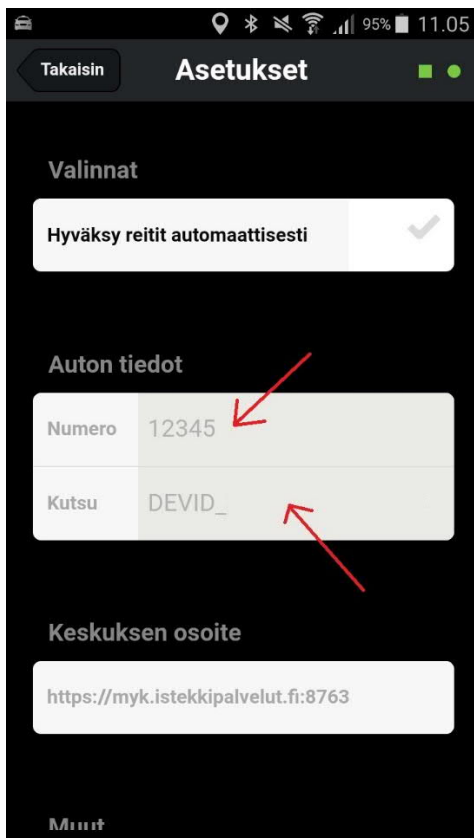 95% 11.05
Takaisin Asetukset
Valinnat
Hyväksy reitit automaattisesti
Auton tiedot
Numero 12345
Kutsu DEVID_
Keskuksen osoite
https://myk.istekkipalvelut.fi:8763
Muut